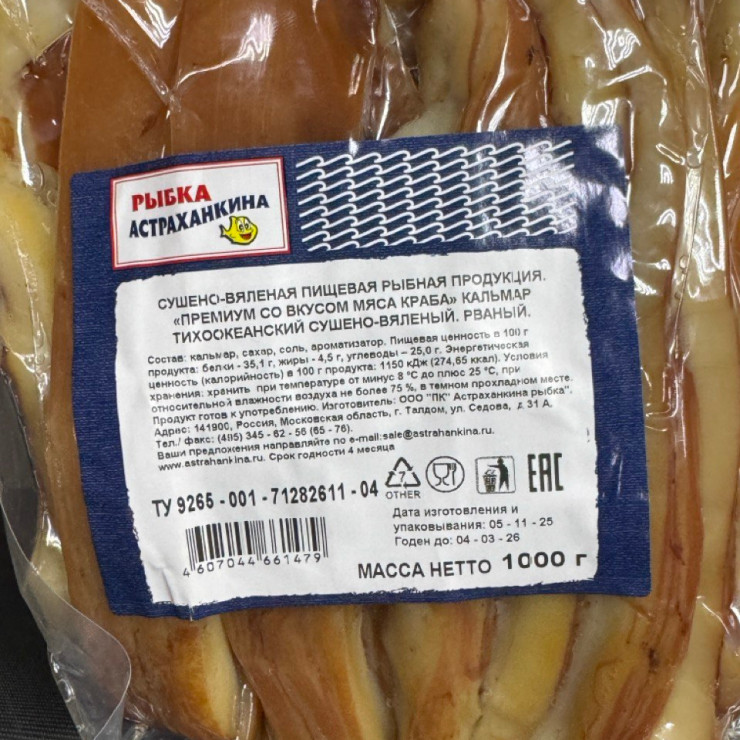 РЫБКА
АСТРАХАНКИНА
СУШЕНО-ВЯЛЕНАЯ ПИЩЕВАЯ РЫБНАЯ ПРОДУКЦИЯ.
«ПРЕМИУМ СО ВКУСОМ МЯСА КРАБА» КАЛЬМАР
ТИХООКЕАНСКИЙ СУШЕНО-ВЯЛЕНЫЙ. РВАНЫЙ.
Состав: кальмар, сахар, соль, ароматизатор. Пищевая ценность в 100 г
продукта: белки - 35,1 г, жиры - 4,5 г, углеводы – 25,0 г. Энергетическая
ценность (калорийность) в 100 г продукта: 1150 кДж (274,65 ккал). Условия
хранения: хранить при температуре от минус 8 °С до плюс 25 °С, при
относительной влажности воздуха не более 75 %, в темном прохладном месте.
Продукт готов к употреблению. Изготовитель: ООО "ПК" Астраханкина рыбка".
Адрес: 141900, Россия, Московская область, г. Талдом, ул. Седова, д 31 А.
Тел./ факс: (495) 345 - 62 - 56 (65 - 76).
Ваши предложения направляйте по e-mail:sale@astrahankina.ru
www.astrahankina.ru. Срок годности 4 месяца
ТУ 9265 - 001 - 71282611 - 04
7
OTHER
EAC
Дата изготовления и
упаковывания: 05 - 11 - 25
Годен до: 04 - 03 - 26
4 607044 661479
МАССА НЕТТО 1000 г